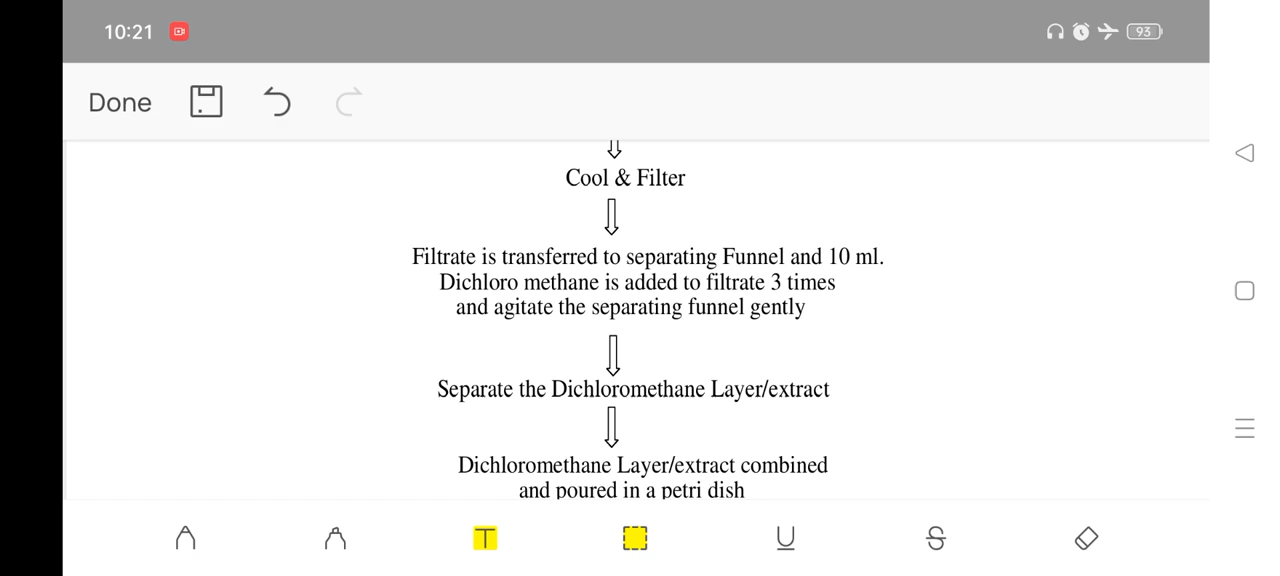 10:21
93
Done
Cool & Filter
Filtrate is transferred to separating Funnel and 10 ml.
Dichloro methane is added to filtrate 3 times
and agitate the separating funnel gently
Separate the Dichloromethane Layer/extract
Dichloromethane Layer/extract combined
and poured in a petri dish